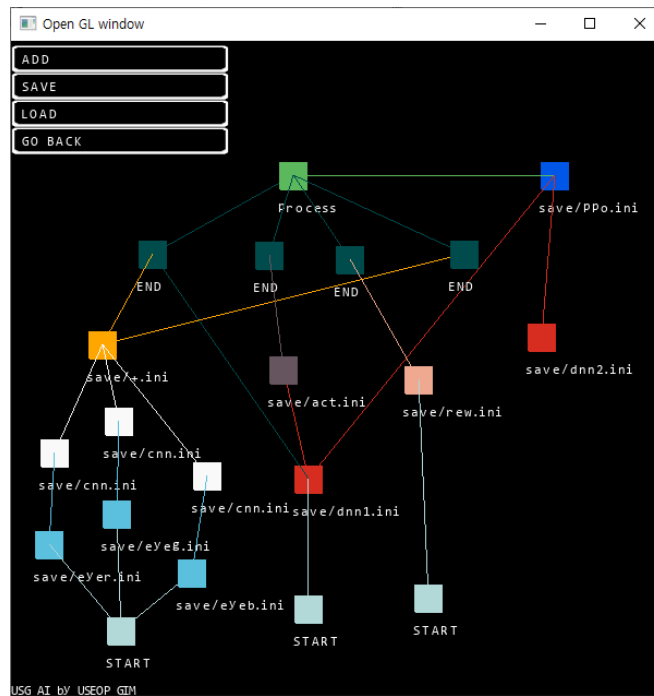 Open GL window
ADD
SAVE
LOAD
GO BACK
Process
save/PPo.ini
END
END
END
END
save/+.ini
save/dnn2.ini
save/act.ini
save/rew.ini
save/cnn.ini
save/cnn.ini
save/cnn.ini
save/dnn1.ini
save/eyeg.ini
save/eyer.ini
save/eyeb.ini
START
START
START
USG AI by USEOP GIM